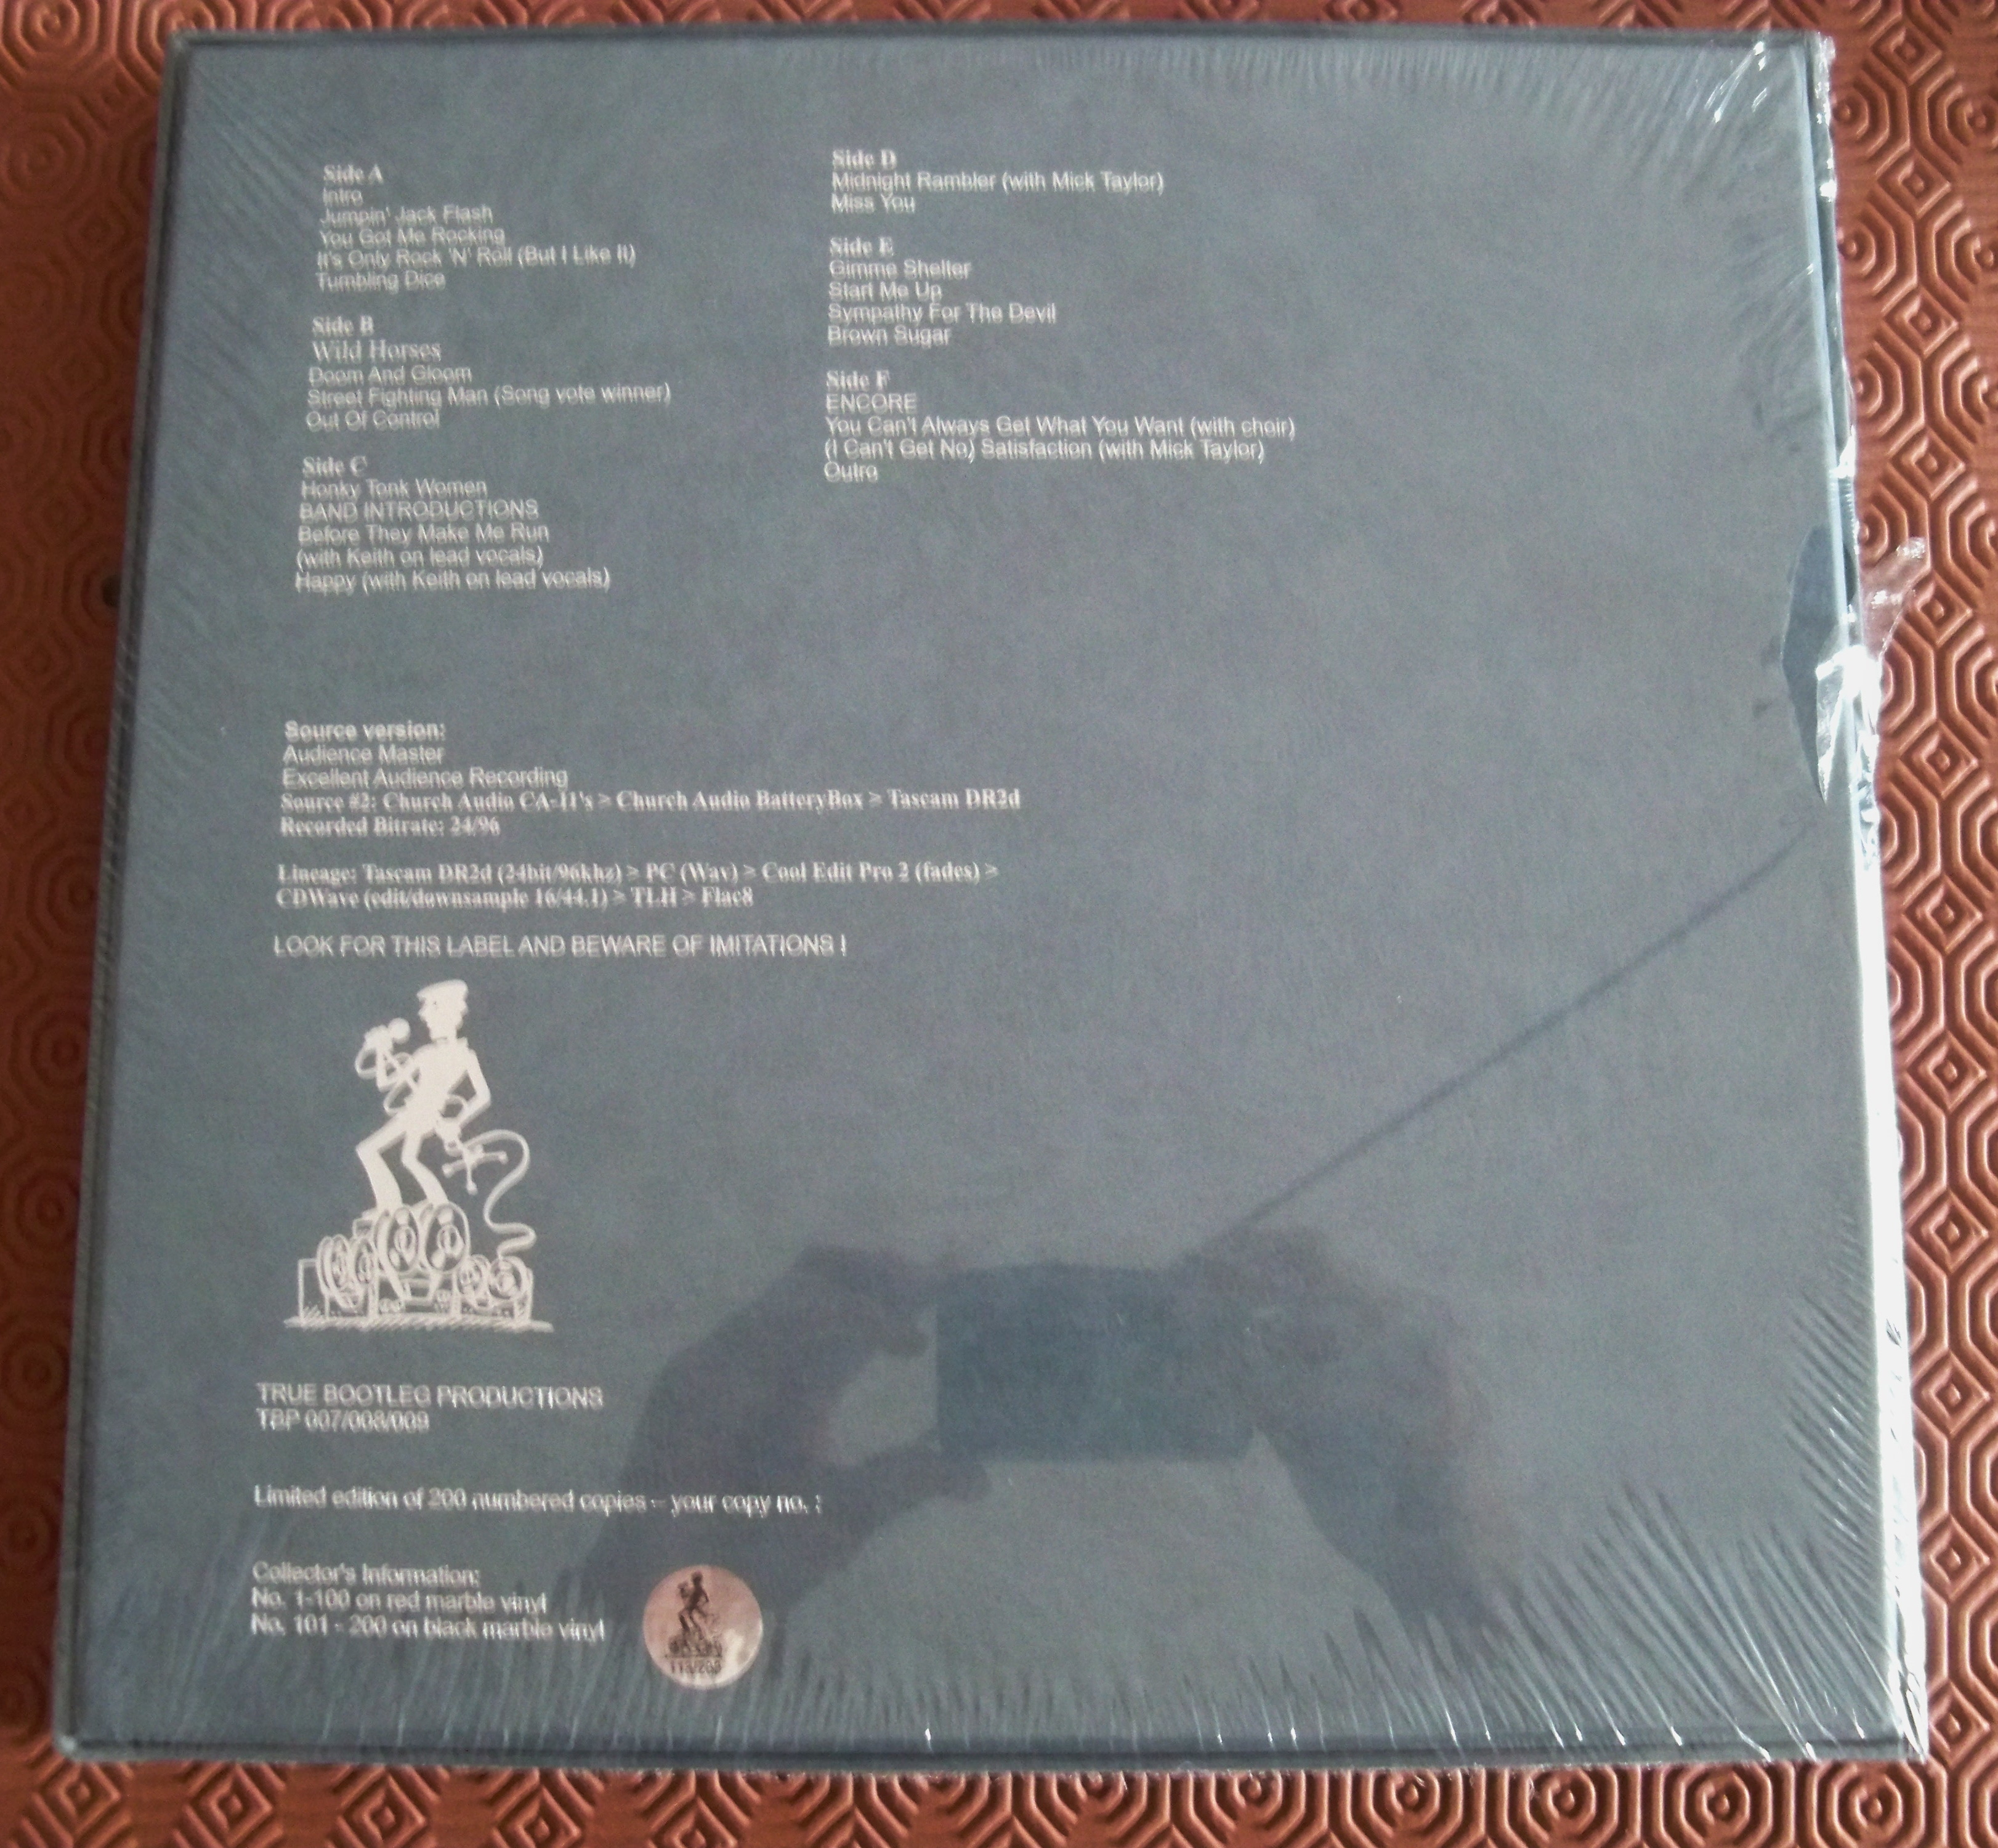 Side A
Intro
Jumpin' Jack Flash
You Got Me Rocking
It's Only Rock 'N' Roll (But I Like It)
Tumbling Dice
Side B
Wild Horses
Doom And Gloom
Street Fighting Man (Song vote winner)
Out Of Control
Side C
Honky Tonk Women
BAND INTRODUCTIONS
Before They Make Me Run
(with Keith on lead vocals)
Happy (with Keith on lead vocals)
Side D
Midnight Rambler (with Mick Taylor)
Miss You
Side E
Gimme Shelter
Start Me Up
Sympathy For The Devil
Brown Sugar
Side F
ENCORE
You Can't Always Get What You Want (with choir)
(I Can't Get No) Satisfaction (with Mick Taylor)
Outro
Source version:
Audience Master
Excellent Audience Recording
Source #2: Church Audio CA-11's > Church Audio BatteryBox > Tascam DR2d
Recorded Bitrate: 24/96
Lineage: Tascam DR2d (24bit/96khz) > PC (Wav) > Cool Edit Pro 2 (fades) >
CDWave (edit/downsample 16/44.1) > TLH > Flac8
LOOK FOR THIS LABEL AND BEWARE OF IMITATIONS !
TRUE BOOTLEG PRODUCTIONS
TBP 007/008/009
Limited edition of 200 numbered copies – your copy no. :
Collector's Information:
No. 1-100 on red marble vinyl
No. 101 - 200 on black marble vinyl